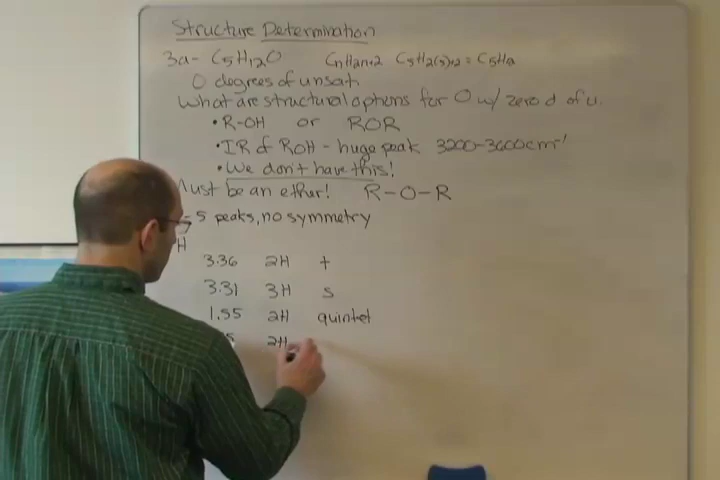 Structure Determination
3a- C5H12O CnH2n+2 C5H2(5)+2 = C5H12
0 degrees of unsat.
What are structural options for O w/ zero d of u.
• R-OH or ROR
• IR of ROH - huge peak 3200-3600cm-1
• We don't have this!
Must be an ether! R-O-R
- 5 peaks, no symmetry
H
3.36 2H t
3.31 3H s
1.55 2H quintet
5 2H